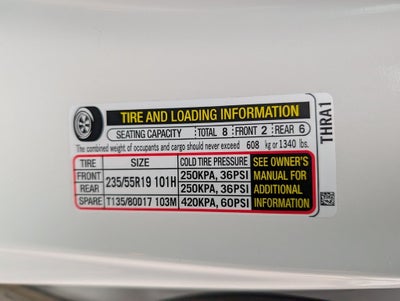 TIRE AND LOADING INFORMATION
SEATING CAPACITY TOTAL 8 FRONT 2 REAR 6
The combined weight of occupants and cargo should never exceed 608 kg or 1340 lbs.
TIRE SIZE COLD TIRE PRESSURE SEE OWNER'S
FRONT 235/55R19 101H 250KPA, 36PSI MANUAL FOR
REAR 250KPA, 36PSI ADDITIONAL
SPARE T135/80D17 103M 420KPA, 60PSI INFORMATION
THRA1